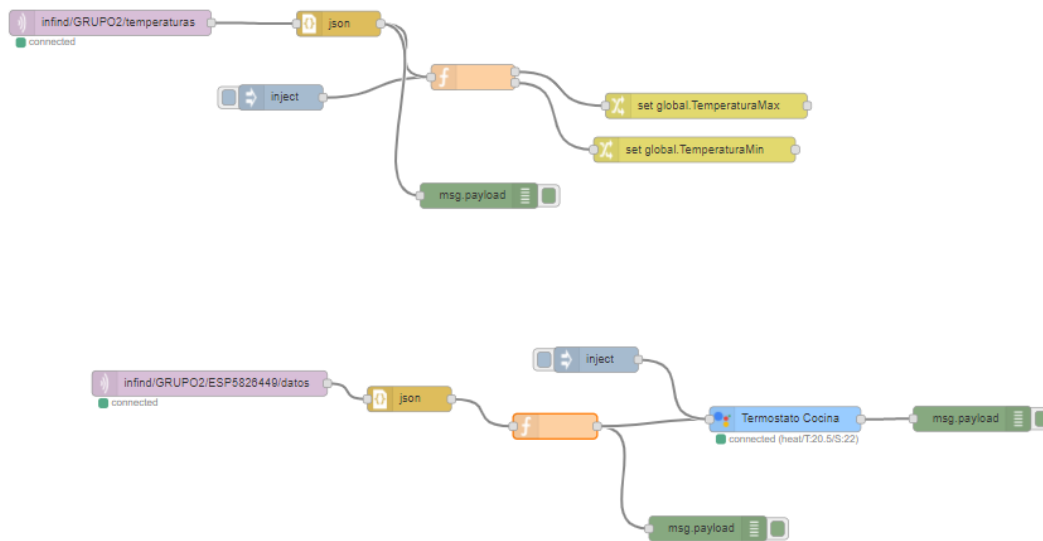 infind/GRUPO2/temperaturas
connected
json
inject
set global.TemperaturaMax
set global.TemperaturaMin
msg.payload
inject
infind/GRUPO2/ESP5826449/datos
connected
json
Termostato Cocina
connected (heat/T:20.5/S:22)
msg.payload
msg.payload